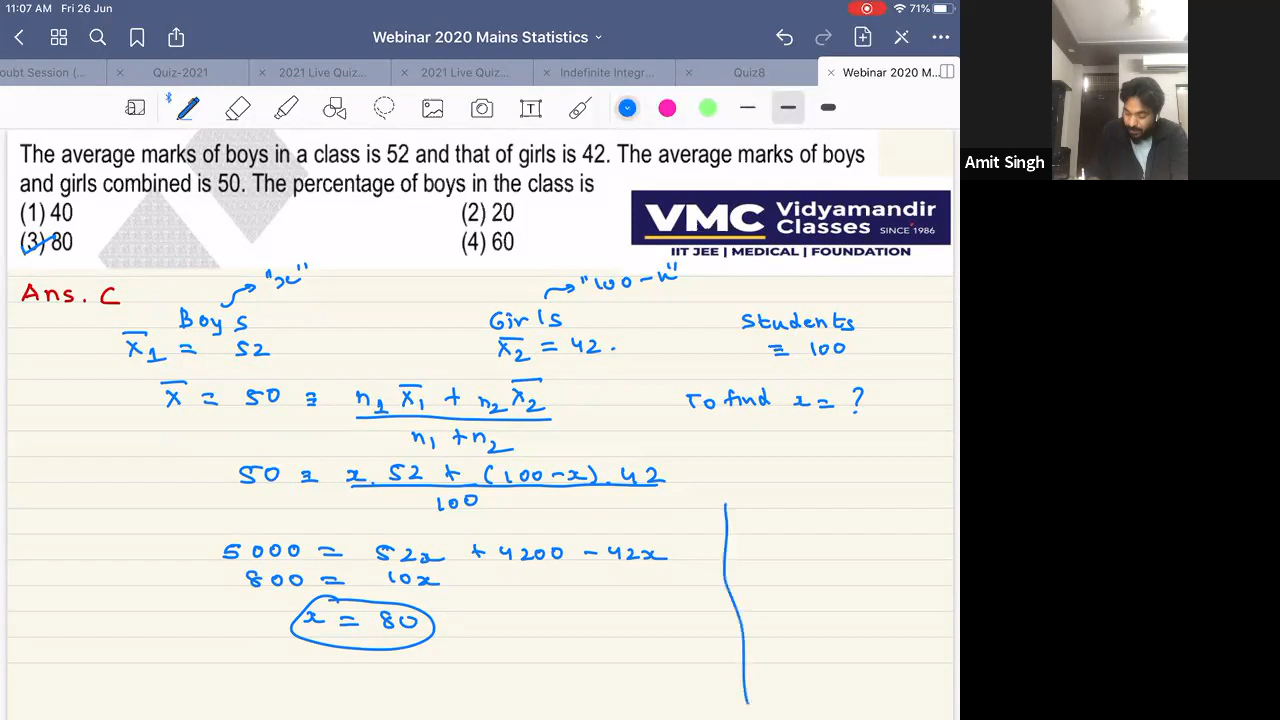 11:07 AM Fri 26 Jun
71%
Webinar 2020 Mains Statistics
oubt Session (...
Quiz-2021
2021 Live Quiz...
2021 Live Quiz...
Indefinite Integr...
Quiz8
Webinar 2020 M...
The average marks of boys in a class is 52 and that of girls is 42. The average marks of boys
and girls combined is 50. The percentage of boys in the class is
(1) 40
(2) 20
(3) 80
(4) 60
VMC Vidyamandir Classes SINCE 1986
IIT JEE | MEDICAL | FOUNDATION
Amit Singh
Ans. C
"x"
"100-x"
Boys
Girls
Students
x̄1 = 52
x̄2 = 42.
= 100
x̄ = 50 = n1 x̄1 + n2 x̄2
n1 + n2
To find x = ?
50 = x. 52 + (100-x). 42
100
5000 = 52x + 4200 - 42x
800 = 10x
x = 80